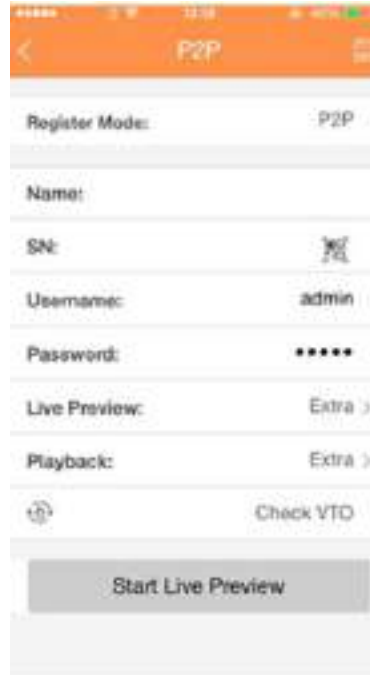 P2P
Register Mode: P2P
Name:
SN:
Username: admin
Password: •••••
Live Preview: Extra >
Playback: Extra >
Check VTO
Start Live Preview